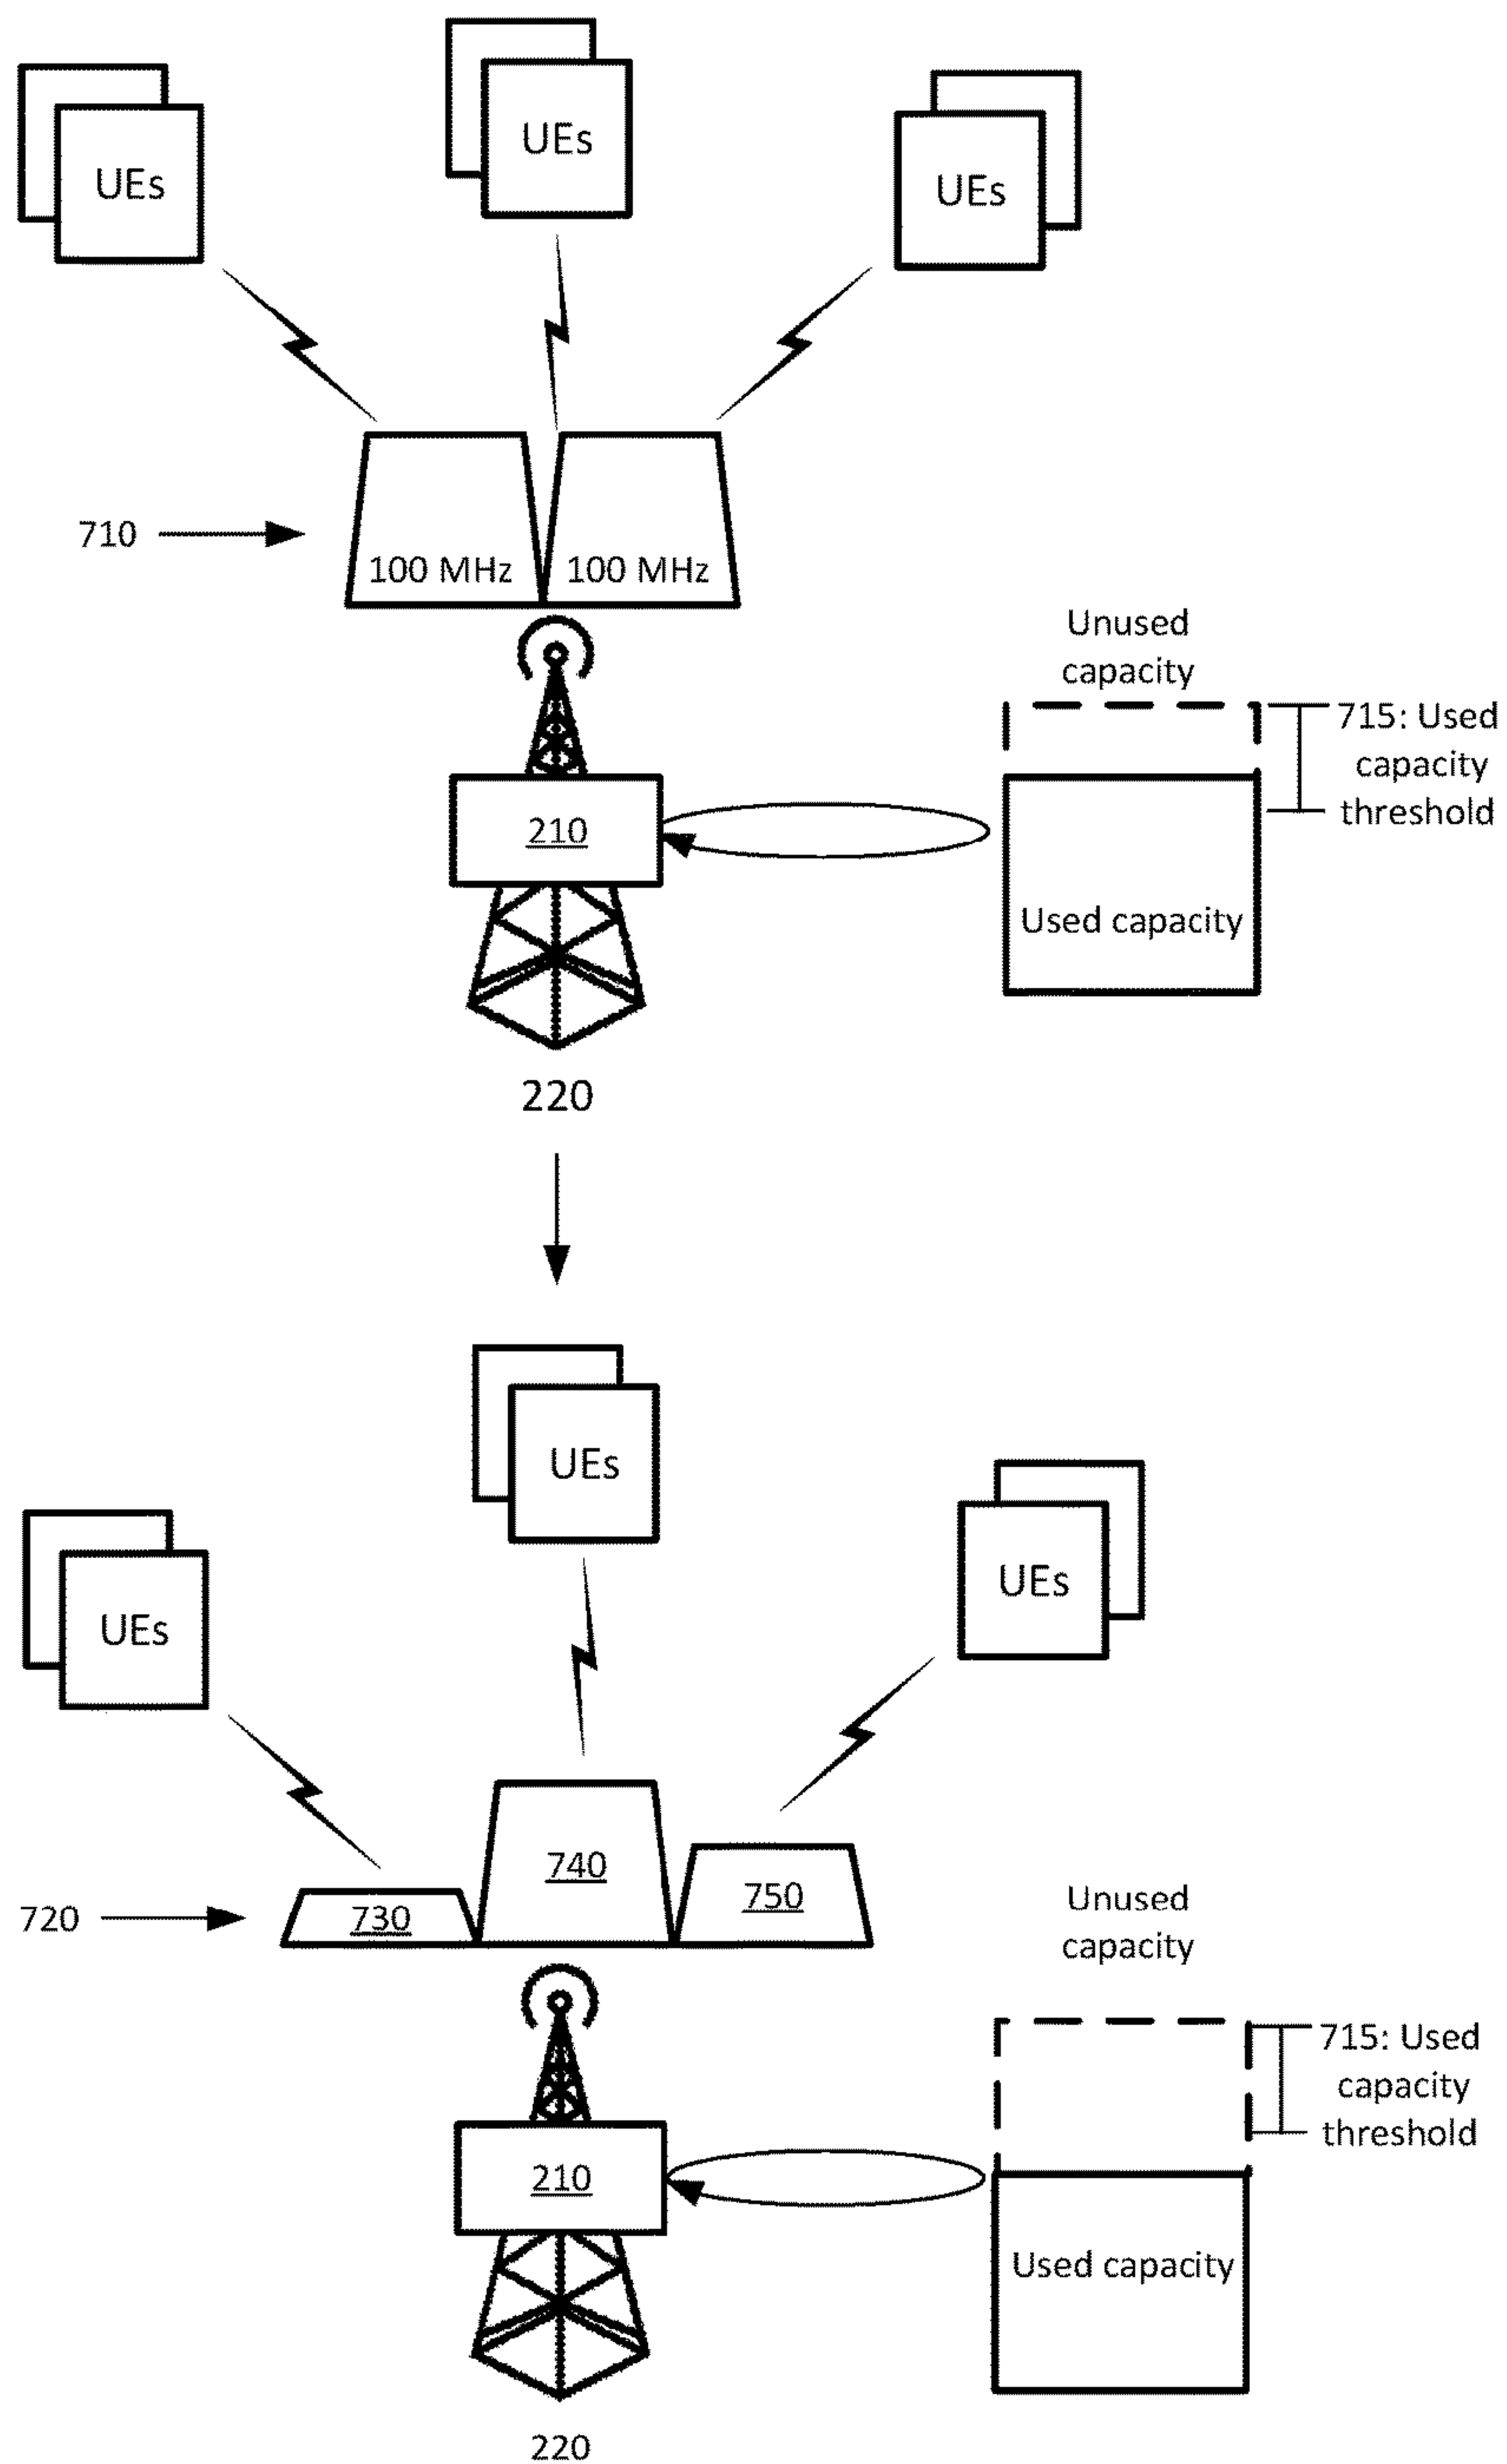 UEs
UEs
UEs
710
100 MHz
100 MHz
Unused
capacity
715: Used
capacity
threshold
210
Used capacity
220
UEs
UEs
UEs
740
750
730
720
Unused
capacity
715: Used
capacity
threshold
210
Used capacity
220